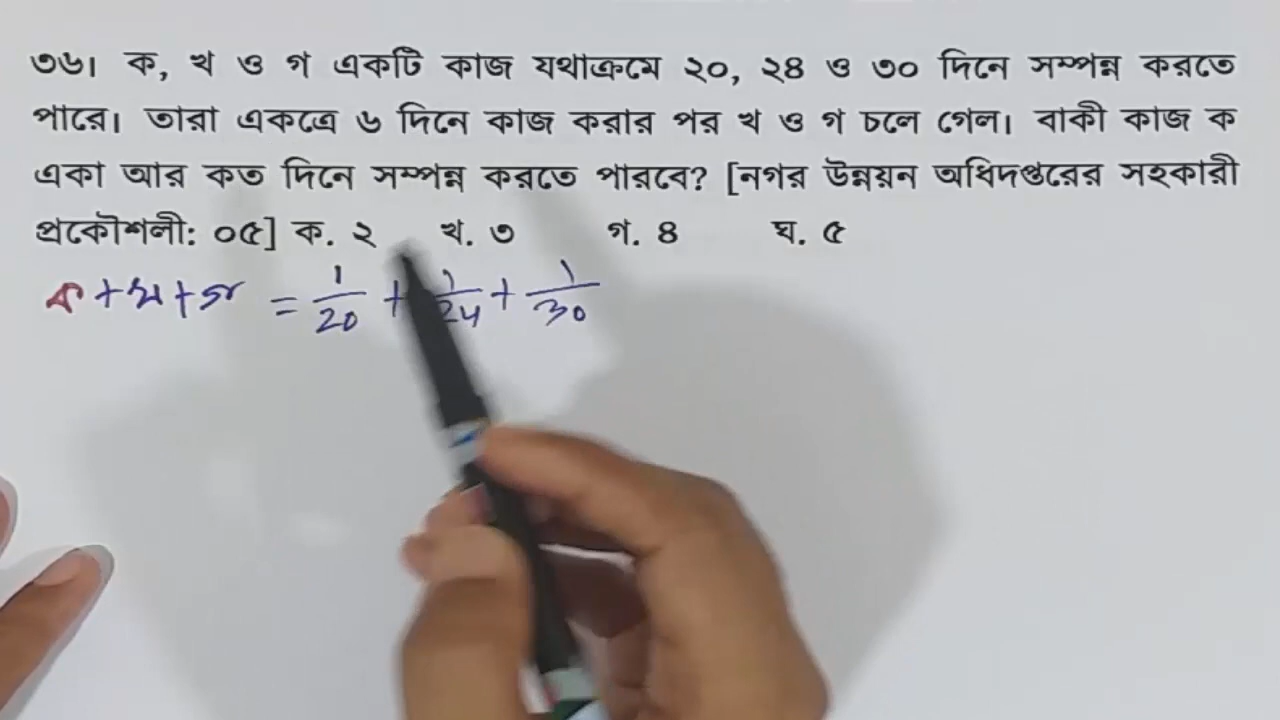 ৩৬। ক, খ ও গ একটি কাজ যথাক্রমে ২০, ২৪ ও ৩০ দিনে সম্পন্ন করতে
পারে। তারা একত্রে ৬ দিনে কাজ করার পর খ ও গ চলে গেল। বাকী কাজ ক
একা আর কত দিনে সম্পন্ন করতে পারবে? [নগর উন্নয়ন অধিদপ্তরের সহকারী
প্রকৌশলী: ০৫] ক. ২ খ. ৩ গ. ৪ ঘ. ৫
ক + খ + গ = 1/20 + 1/24 + 1/30